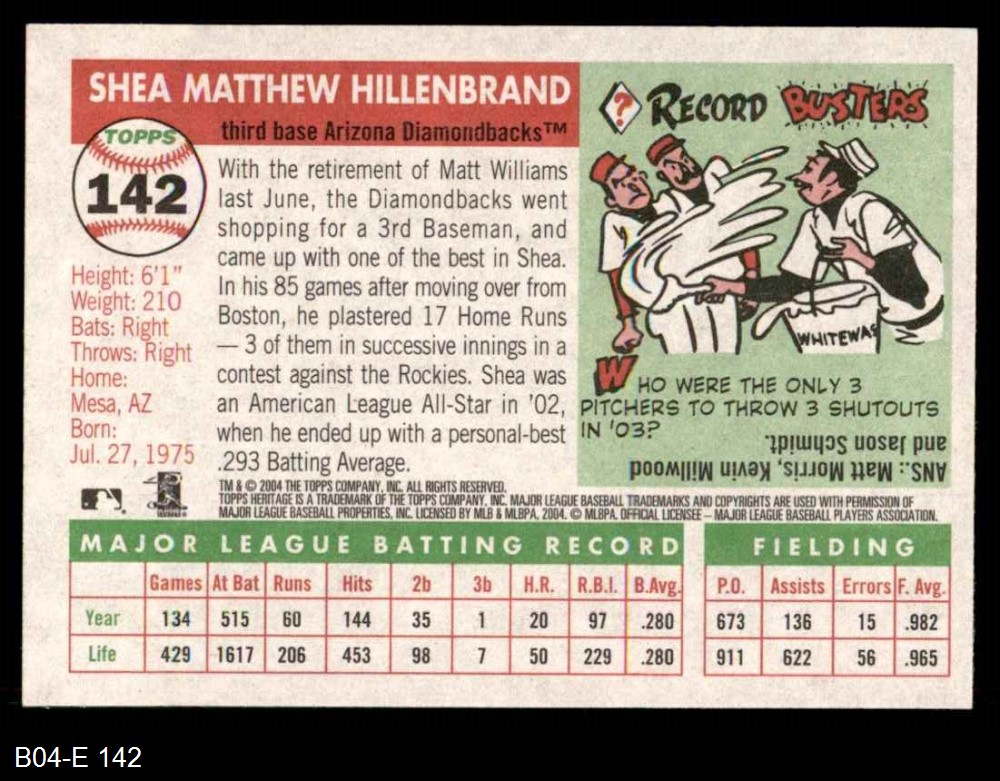 SHEA MATTHEW HILLENBRAND
third base Arizona Diamondbacks™
TOPPS
142
Height: 6'1"
Weight: 210
Bats: Right
Throws: Right
Home:
Mesa, AZ
Born:
Jul. 27, 1975
With the retirement of Matt Williams
last June, the Diamondbacks went
shopping for a 3rd Baseman, and
came up with one of the best in Shea.
In his 85 games after moving over from
Boston, he plastered 17 Home Runs
— 3 of them in successive innings in a
contest against the Rockies. Shea was
an American League All-Star in '02,
when he ended up with a personal-best
.293 Batting Average.
? RECORD BUSTERS
WHITEWAS
WHO WERE THE ONLY 3
PITCHERS TO THROW 3 SHUTOUTS
IN '03?
ANS.: Matt Morris, Kevin Millwood
and Jason Schmidt.
TM & © 2004 THE TOPPS COMPANY, INC. ALL RIGHTS RESERVED.
TOPPS HERITAGE IS A TRADEMARK OF THE TOPPS COMPANY, INC. MAJOR LEAGUE BASEBALL TRADEMARKS AND COPYRIGHTS ARE USED WITH PERMISSION OF
MAJOR LEAGUE BASEBALL PROPERTIES, INC. LICENSED BY MLB & MLBPA, 2004. © MLBPA. OFFICIAL LICENSEE – MAJOR LEAGUE BASEBALL PLAYERS ASSOCIATION.
MAJOR LEAGUE BATTING RECORD
Games At Bat Runs Hits 2b 3b H.R. R.B.I. B.Avg.
Year 134 515 60 144 35 1 20 97 .280
Life 429 1617 206 453 98 7 50 229 .280
FIELDING
P.O. Assists Errors F. Avg.
673 136 15 .982
911 622 56 .965
B04-E 142